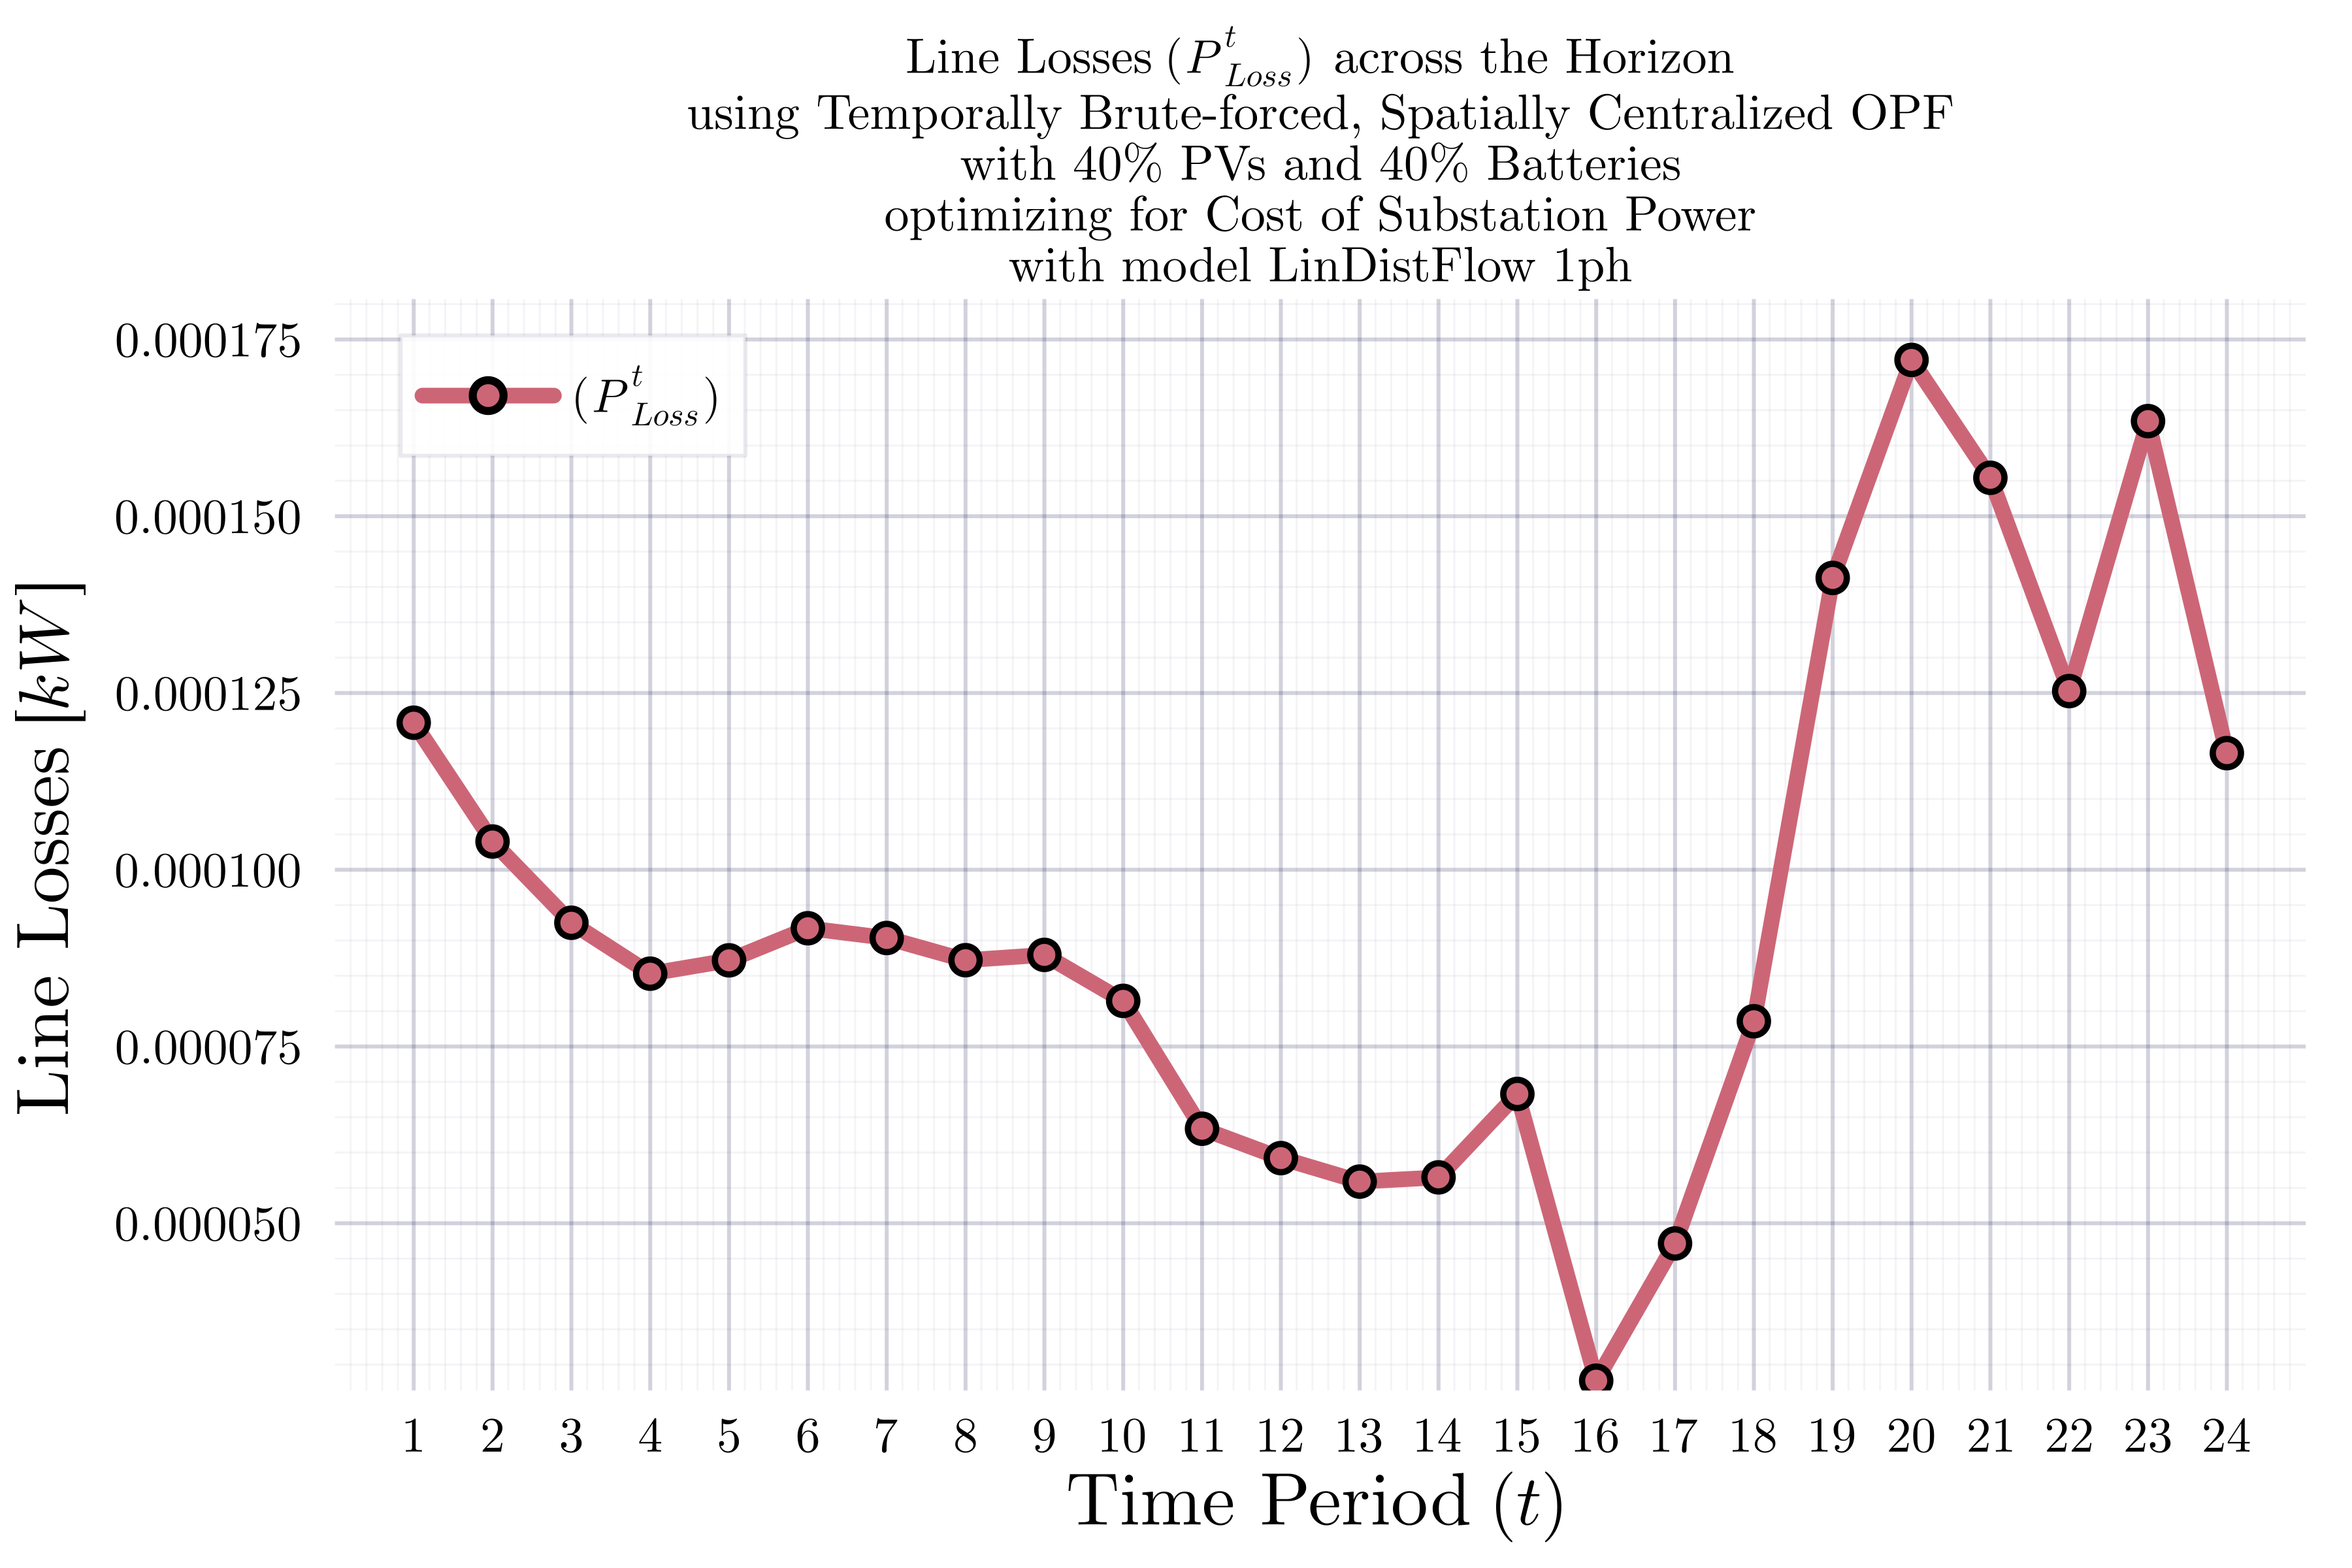 Line Losses (P^t_Loss) across the Horizon
using Temporally Brute-forced, Spatially Centralized OPF
with 40% PVs and 40% Batteries
optimizing for Cost of Substation Power
with model LinDistFlow 1ph
(P^t_Loss)
Line Losses [kW]
0.000175
0.000150
0.000125
0.000100
0.000075
0.000050
1 2 3 4 5 6 7 8 9 10 11 12 13 14 15 16 17 18 19 20 21 22 23 24
Time Period (t)